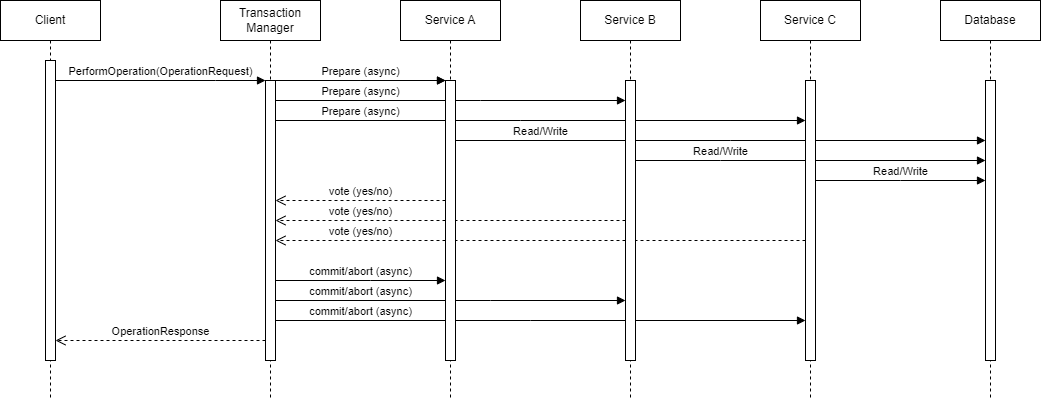 Client
Transaction
Manager
Service A
Service B
Service C
Database
PerformOperation(OperationRequest)
Prepare (async)
Prepare (async)
Prepare (async)
Read/Write
Read/Write
Read/Write
vote (yes/no)
vote (yes/no)
vote (yes/no)
commit/abort (async)
commit/abort (async)
commit/abort (async)
OperationResponse